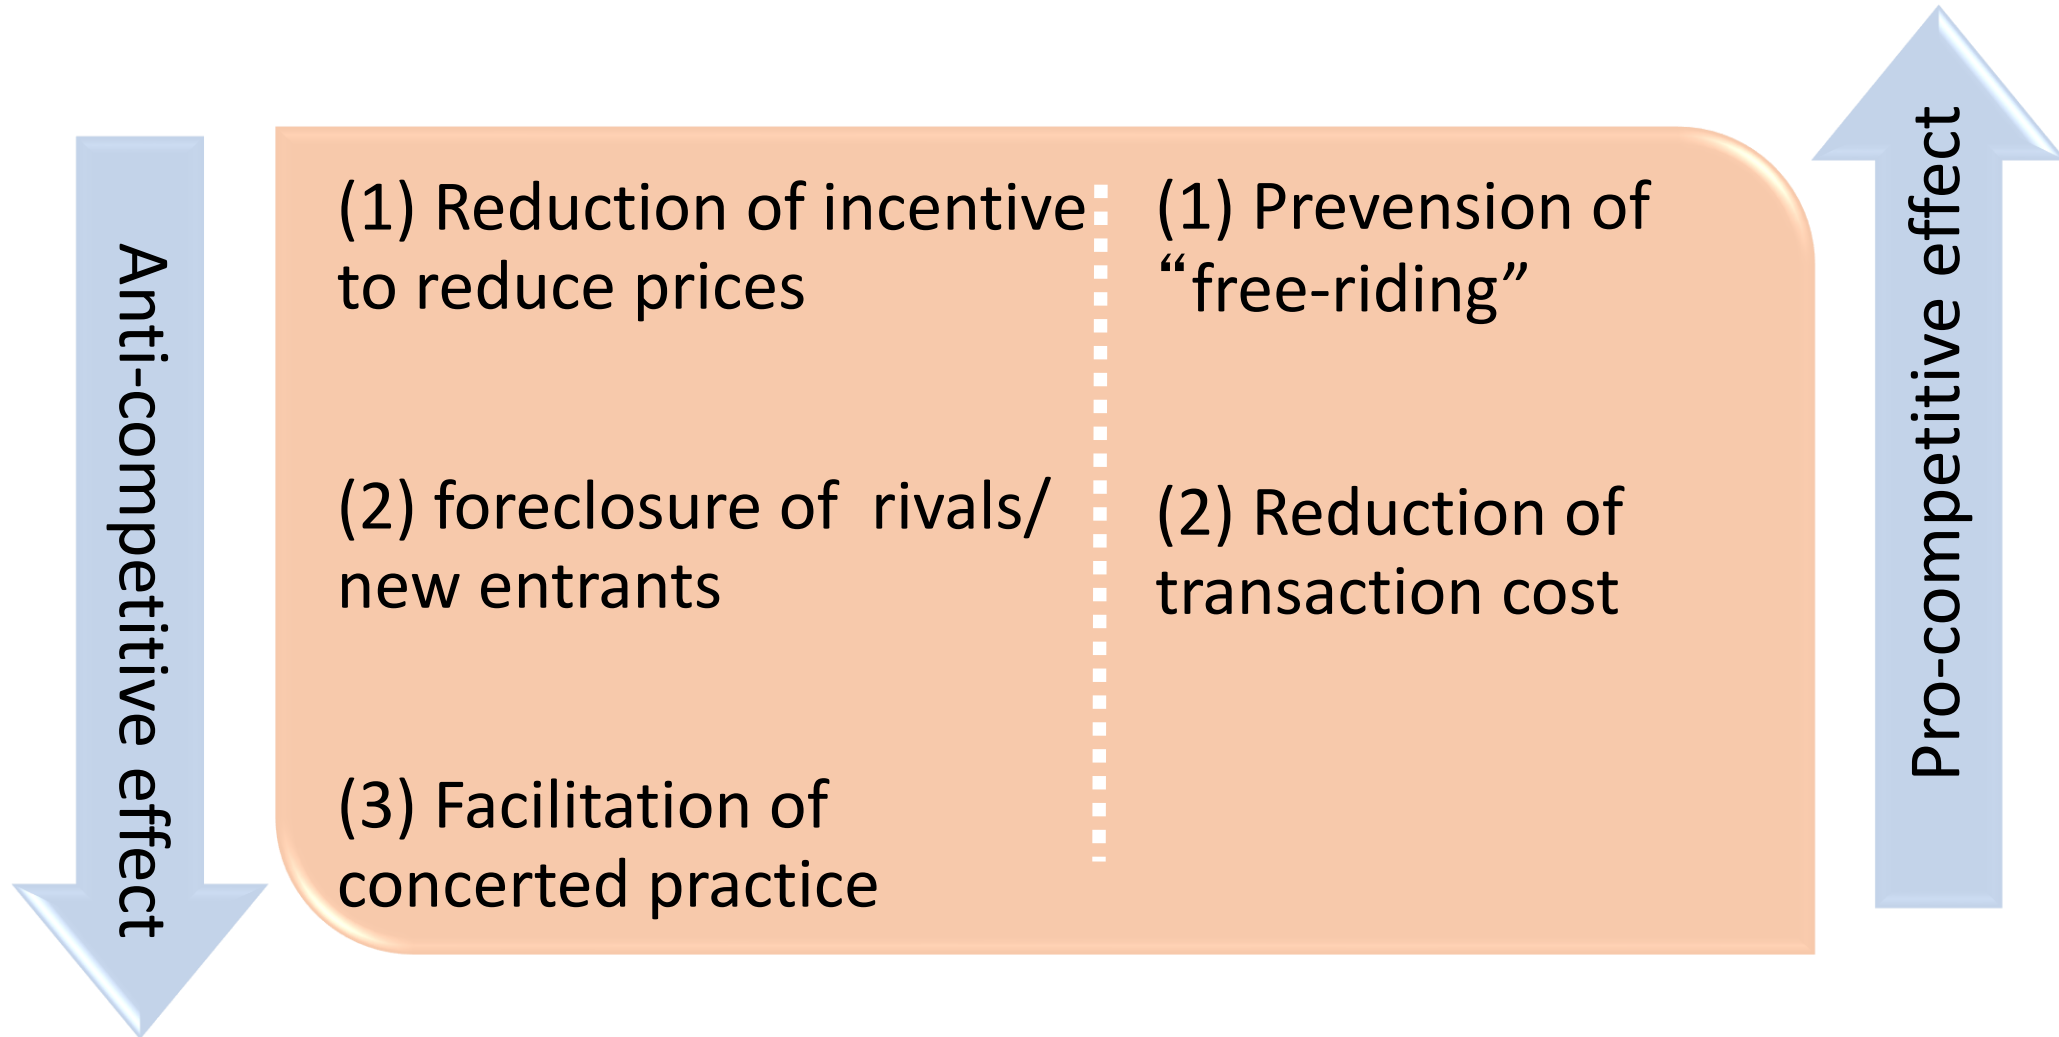 Anti-competitive effect
(1) Reduction of incentive
to reduce prices
(2) foreclosure of  rivals/
new entrants
(3) Facilitation of
concerted practice
(1) Prevension of
“free-riding”
(2) Reduction of
transaction cost
Pro-competitive effect